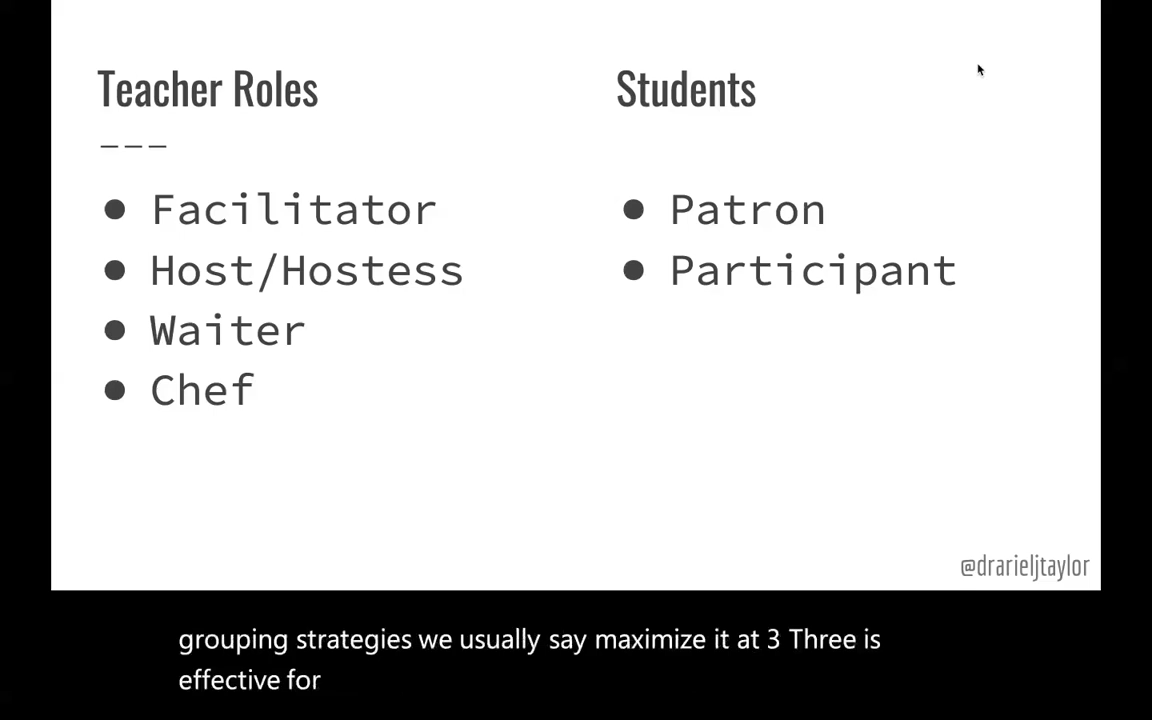 Teacher Roles
---
● Facilitator
● Host/Hostess
● Waiter
● Chef
Students
● Patron
● Participant
@drarieljtaylor
grouping strategies we usually say maximize it at 3 Three is
effective for